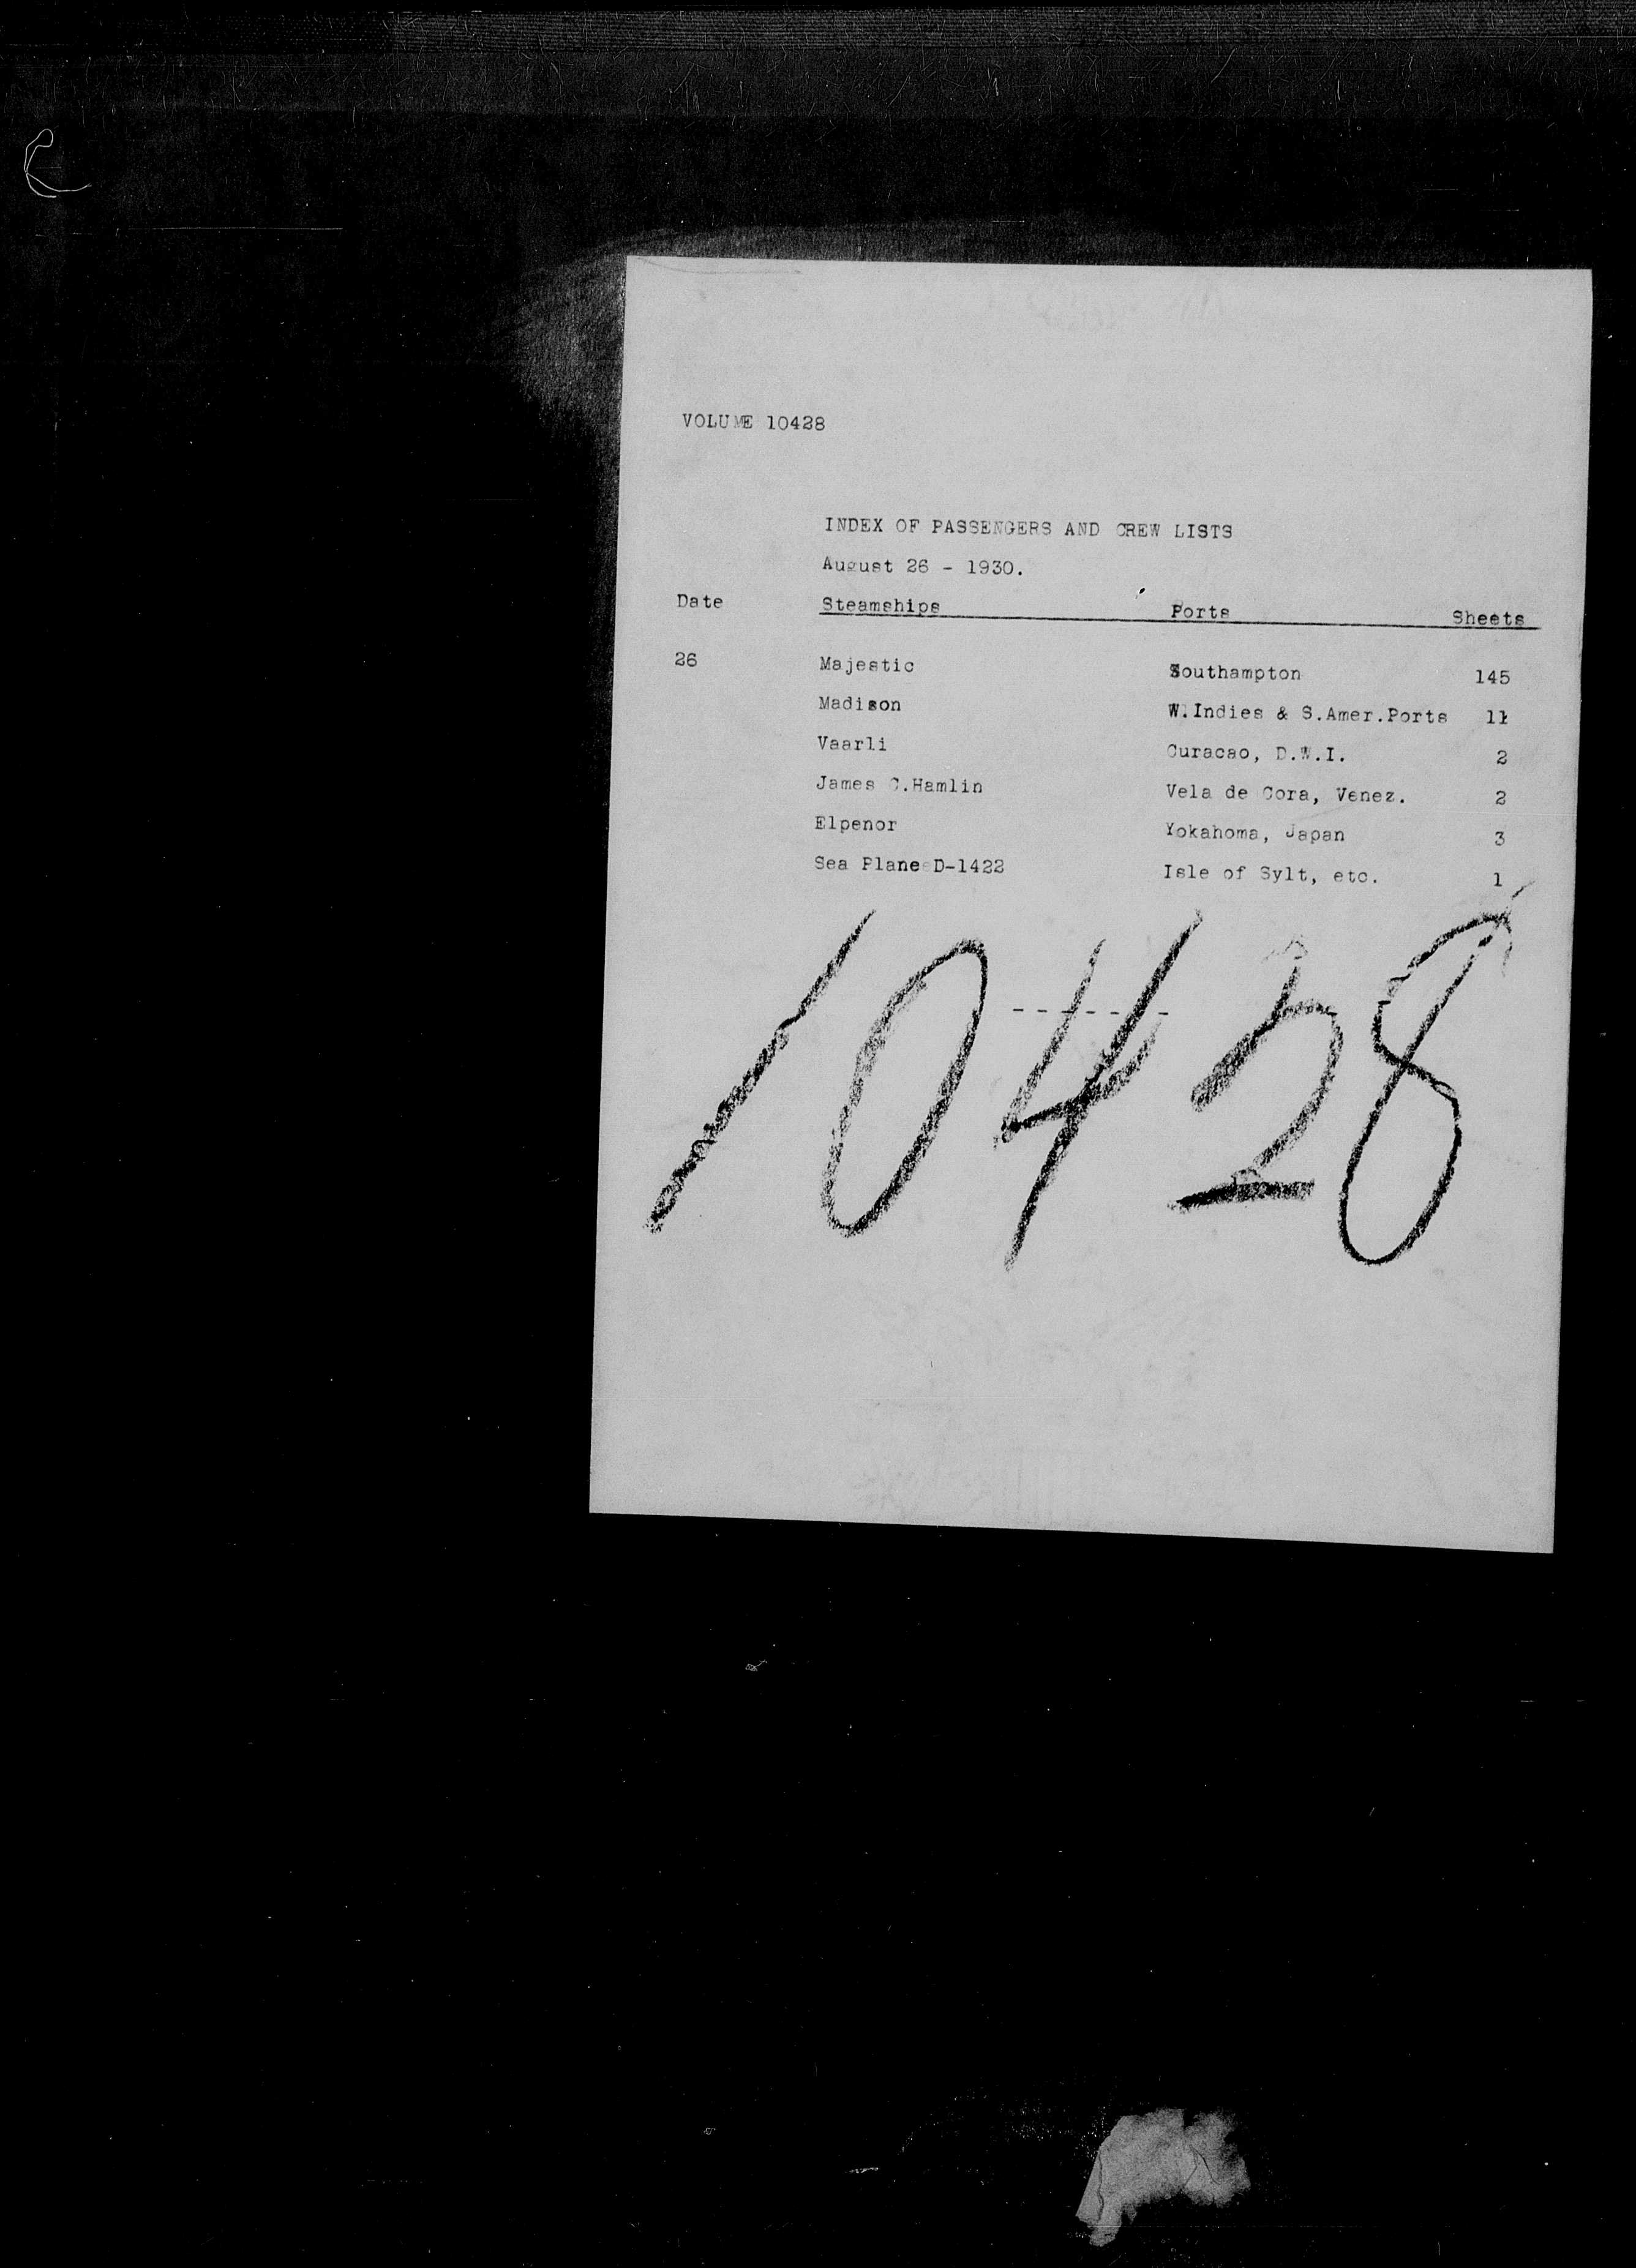 VOLUME 10428
INDEX OF PASSENGERS AND CREW LISTS
August 26 - 1930.
Date Steamships Ports Sheets
26 Majestic Southampton 145
Madison W.Indies & S.Amer.Ports 11
Vaarli Curacao, D.W.I. 2
James C.Hamlin Vela de Cora, Venez. 2
Elpenor Yokahoma, Japan 3
Sea Plane D-1422 Isle of Sylt, etc. 1
-------
10428